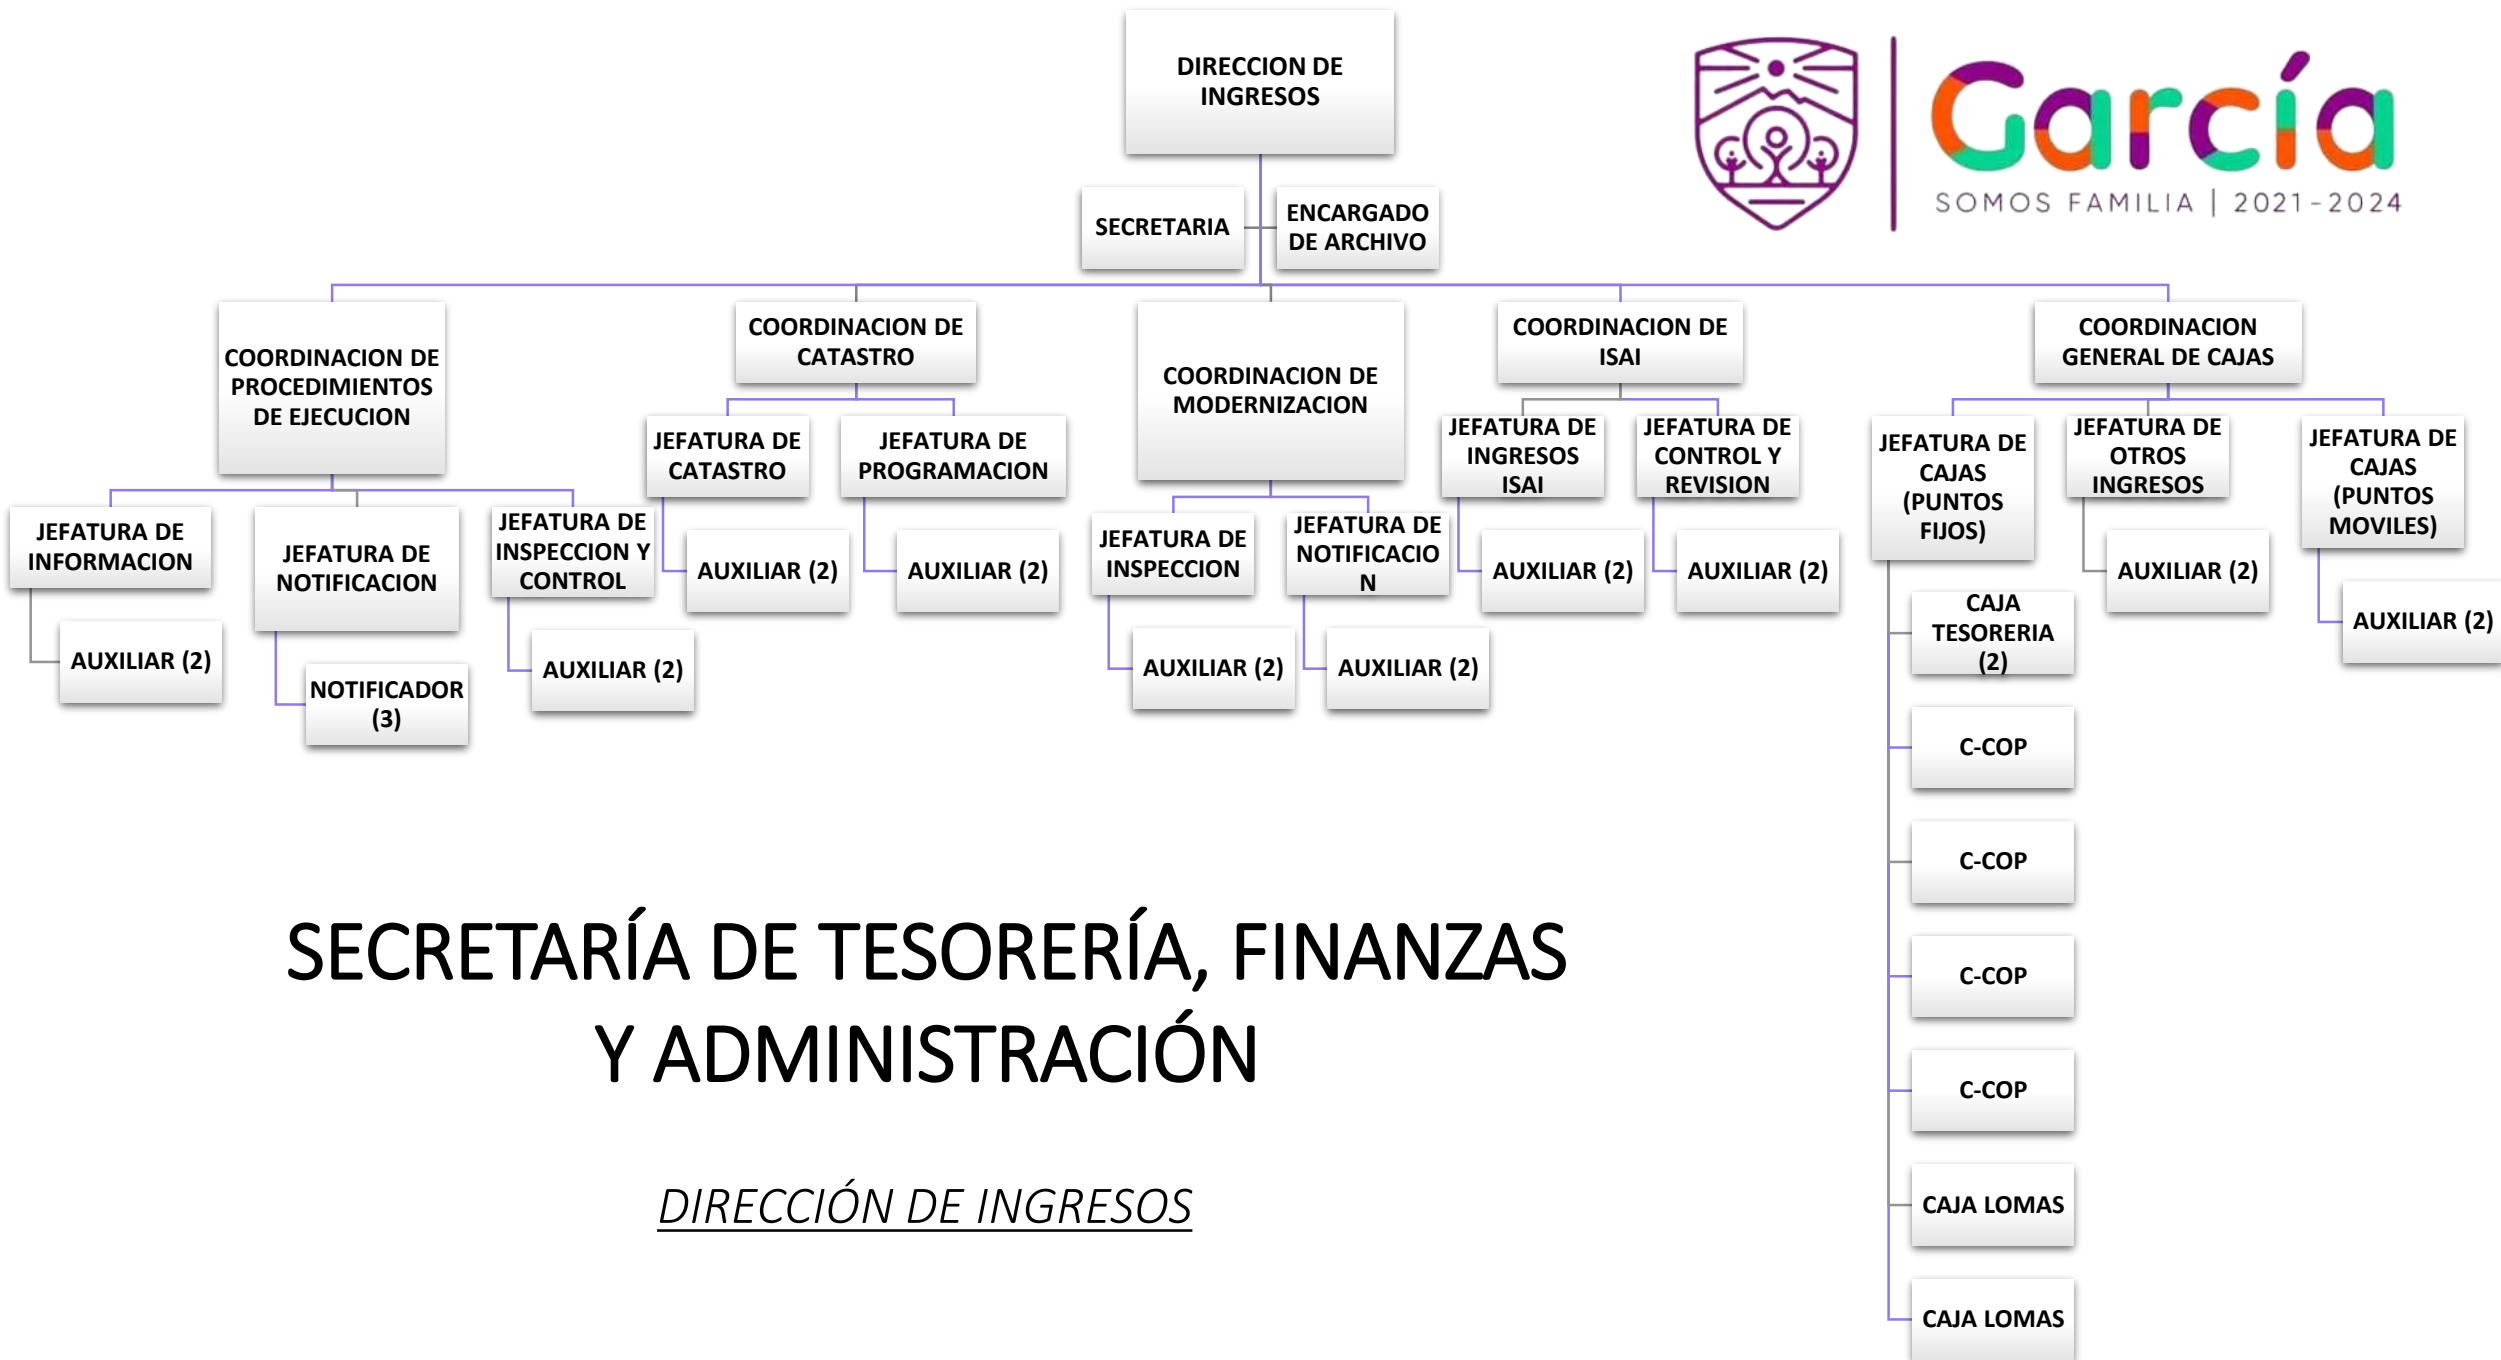 DIRECCION DE
INGRESOS
García
SOMOS FAMILIA | 2021-2024
SECRETARIA
ENCARGADO
DE ARCHIVO
COORDINACION DE
PROCEDIMIENTOS
DE EJECUCION
COORDINACION DE
CATASTRO
COORDINACION DE
MODERNIZACION
COORDINACION DE
ISAI
COORDINACION
GENERAL DE CAJAS
JEFATURA DE
INFORMACION
AUXILIAR (2)
JEFATURA DE
NOTIFICACION
NOTIFICADOR
(3)
JEFATURA DE
INSPECCION Y
CONTROL
AUXILIAR (2)
JEFATURA DE
CATASTRO
AUXILIAR (2)
JEFATURA DE
PROGRAMACION
AUXILIAR (2)
JEFATURA DE
INSPECCION
AUXILIAR (2)
JEFATURA DE
NOTIFICACIO
N
AUXILIAR (2)
JEFATURA DE
INGRESOS
ISAI
AUXILIAR (2)
JEFATURA DE
CONTROL Y
REVISION
AUXILIAR (2)
JEFATURA DE
CAJAS
(PUNTOS
FIJOS)
CAJA
TESORERIA
(2)
C-COP
C-COP
C-COP
C-COP
CAJA LOMAS
CAJA LOMAS
JEFATURA DE
OTROS
INGRESOS
AUXILIAR (2)
JEFATURA DE
CAJAS
(PUNTOS
MOVILES)
AUXILIAR (2)
SECRETARÍA DE TESORERÍA, FINANZAS
Y ADMINISTRACIÓN
DIRECCIÓN DE INGRESOS